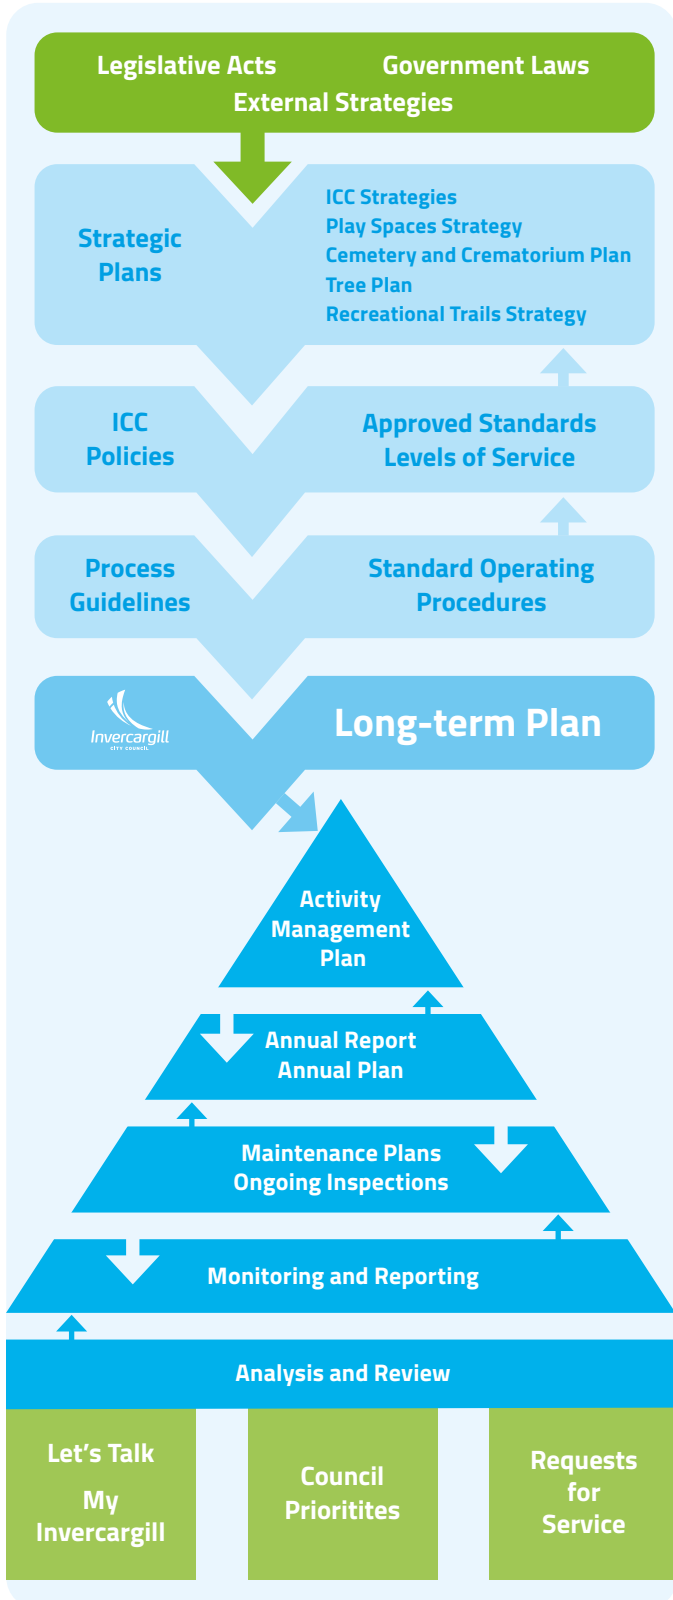 Legislative Acts
Government Laws
External Strategies
Strategic
Plans
ICC Strategies
Play Spaces Strategy
Cemetery and Crematorium Plan
Tree Plan
Recreational Trails Strategy
ICC
Policies
Approved Standards
Levels of Service
Process
Guidelines
Standard Operating
Procedures
Invercargill
CITY COUNCIL
Long-term Plan
Activity
Management
Plan
Annual Report
Annual Plan
Maintenance Plans
Ongoing Inspections
Monitoring and Reporting
Analysis and Review
Let's Talk
My
Invercargill
Council
Prioritites
Requests
for
Service